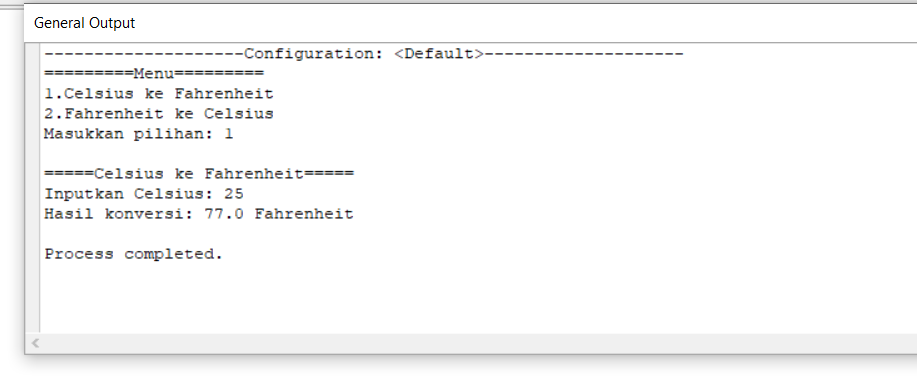 General Output
--------------------Configuration: <Default>--------------------
=========Menu=========
1.Celsius ke Fahrenheit
2.Fahrenheit ke Celsius
Masukkan pilihan: 1
=====Celsius ke Fahrenheit=====
Inputkan Celsius: 25
Hasil konversi: 77.0 Fahrenheit
Process completed.